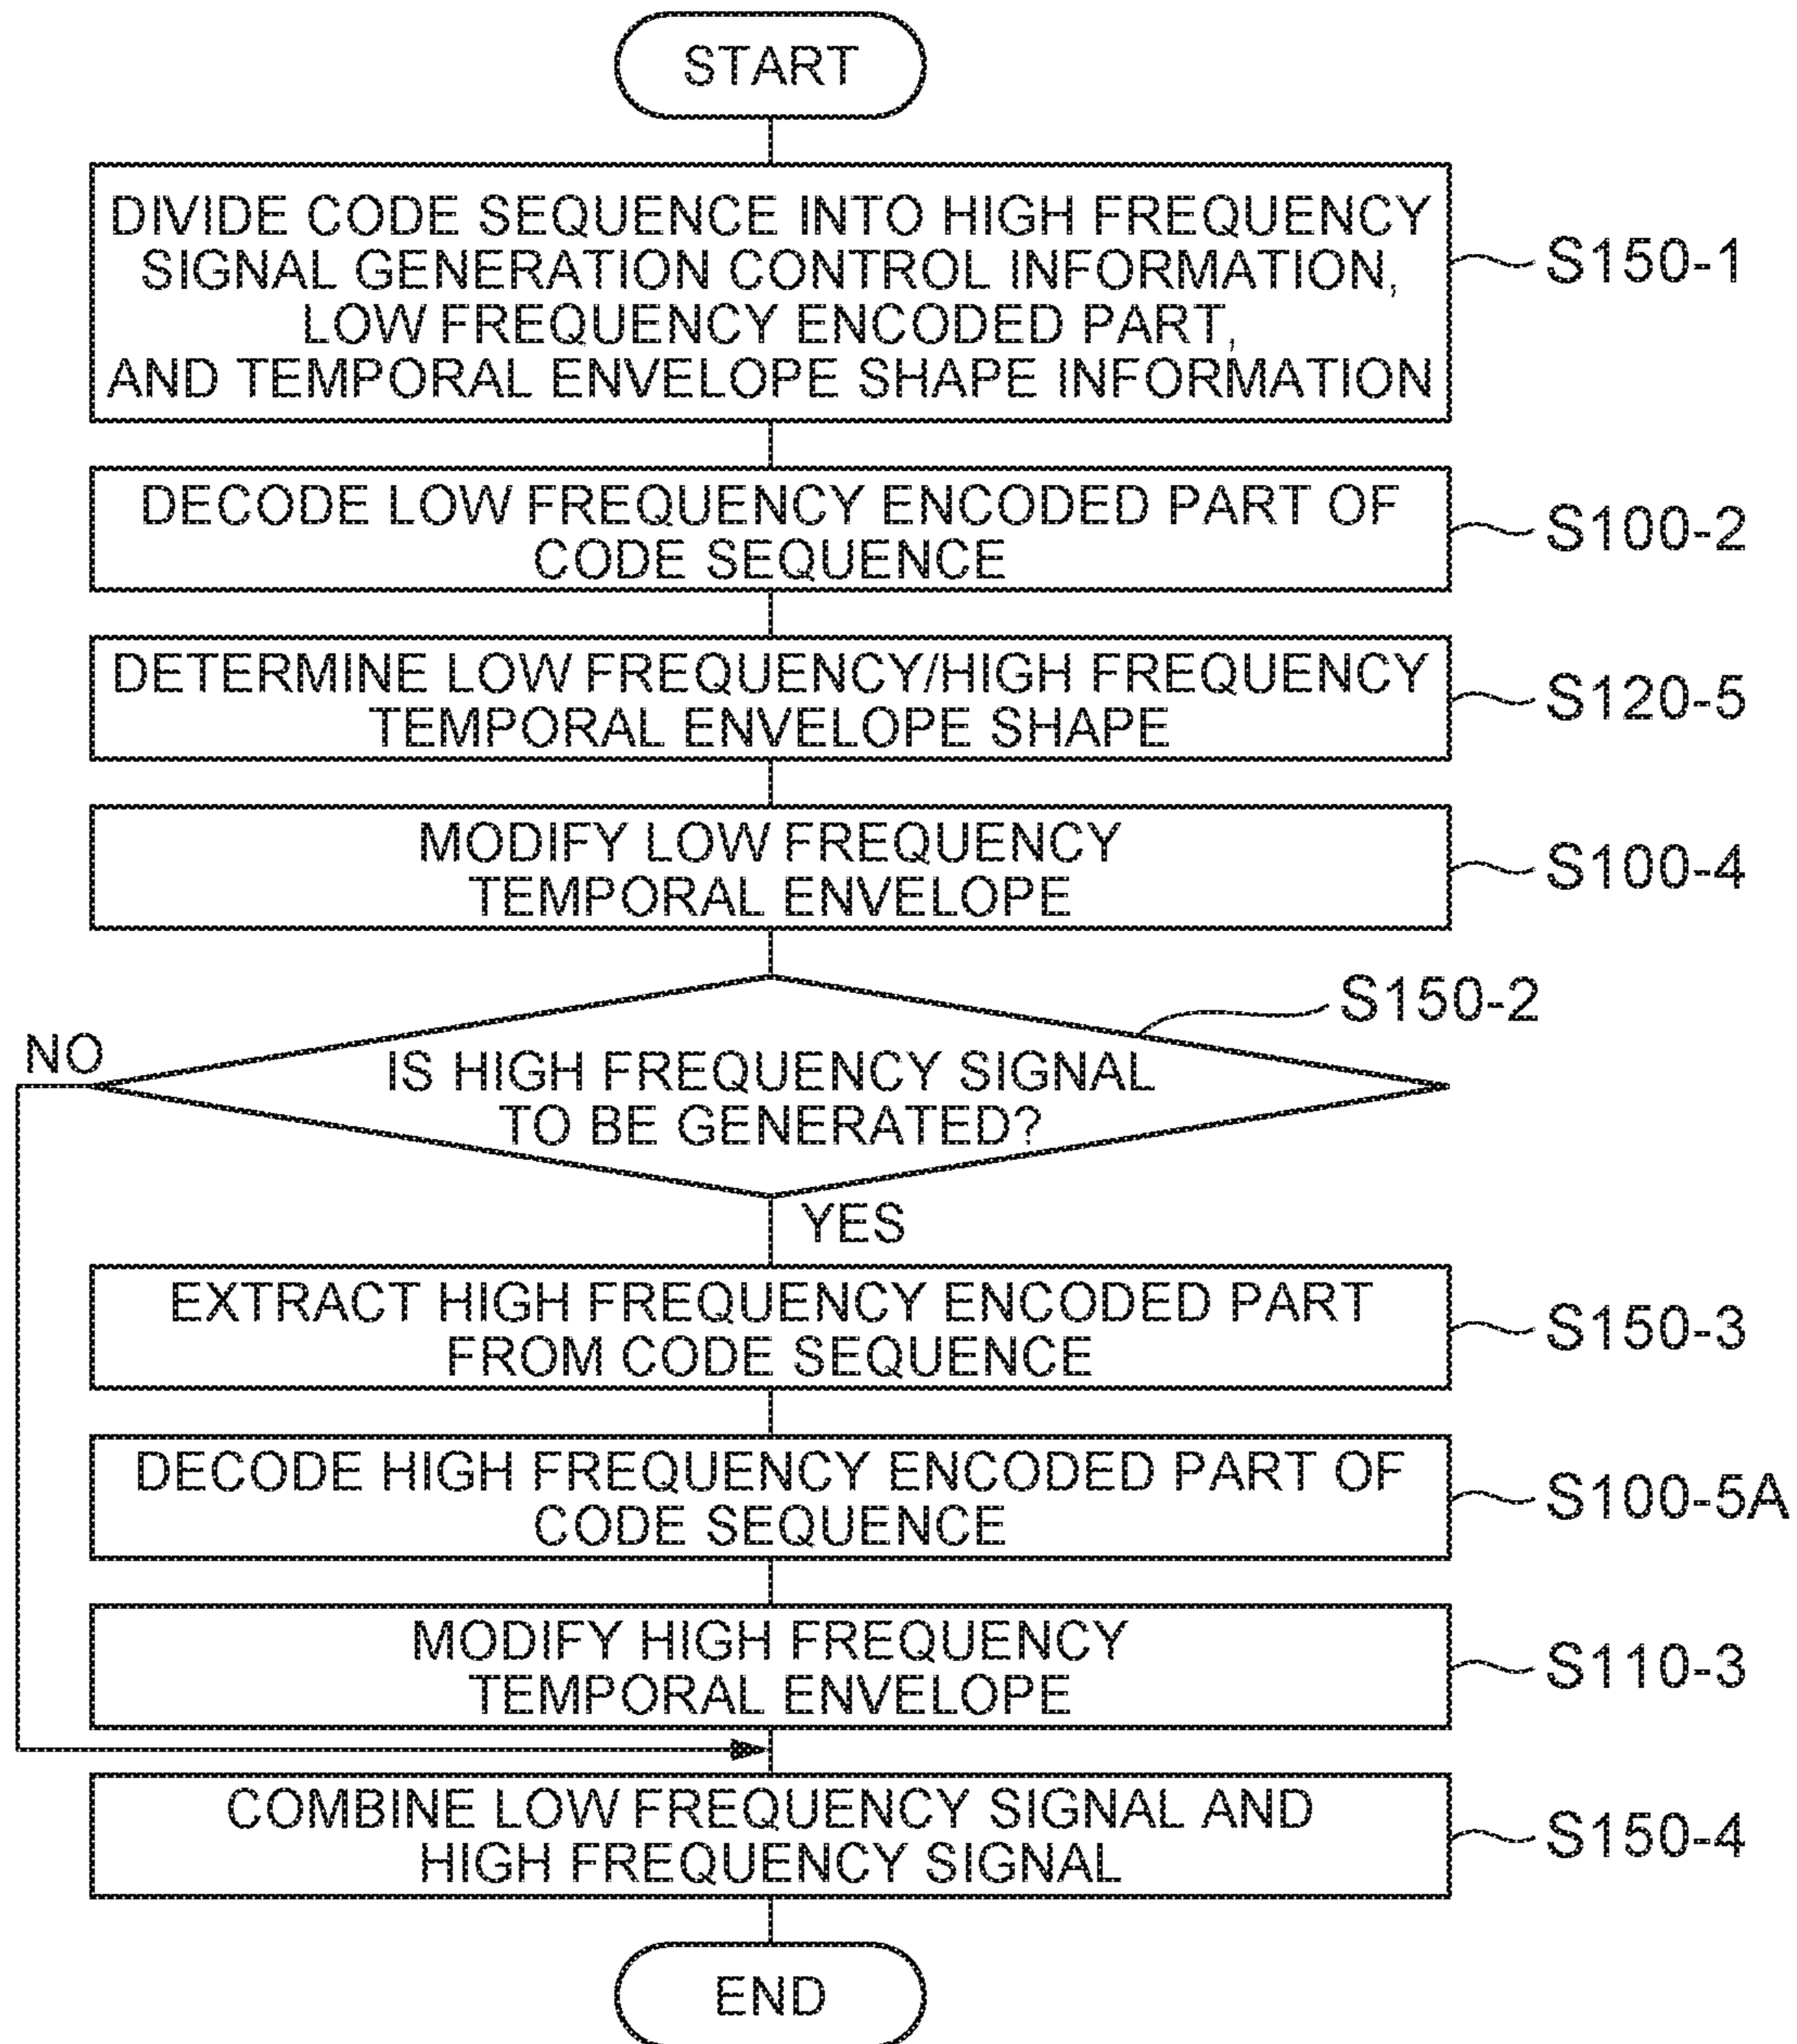 START
DIVIDE CODE SEQUENCE INTO HIGH FREQUENCY
SIGNAL GENERATION CONTROL INFORMATION,
LOW FREQUENCY ENCODED PART,
AND TEMPORAL ENVELOPE SHAPE INFORMATION
S150-1
DECODE LOW FREQUENCY ENCODED PART OF
CODE SEQUENCE
S100-2
DETERMINE LOW FREQUENCY/HIGH FREQUENCY
TEMPORAL ENVELOPE SHAPE
S120-5
MODIFY LOW FREQUENCY
TEMPORAL ENVELOPE
S100-4
S150-2
NO
IS HIGH FREQUENCY SIGNAL
TO BE GENERATED?
YES
EXTRACT HIGH FREQUENCY ENCODED PART
FROM CODE SEQUENCE
S150-3
DECODE HIGH FREQUENCY ENCODED PART OF
CODE SEQUENCE
S100-5A
MODIFY HIGH FREQUENCY
TEMPORAL ENVELOPE
S110-3
COMBINE LOW FREQUENCY SIGNAL AND
HIGH FREQUENCY SIGNAL
S150-4
END